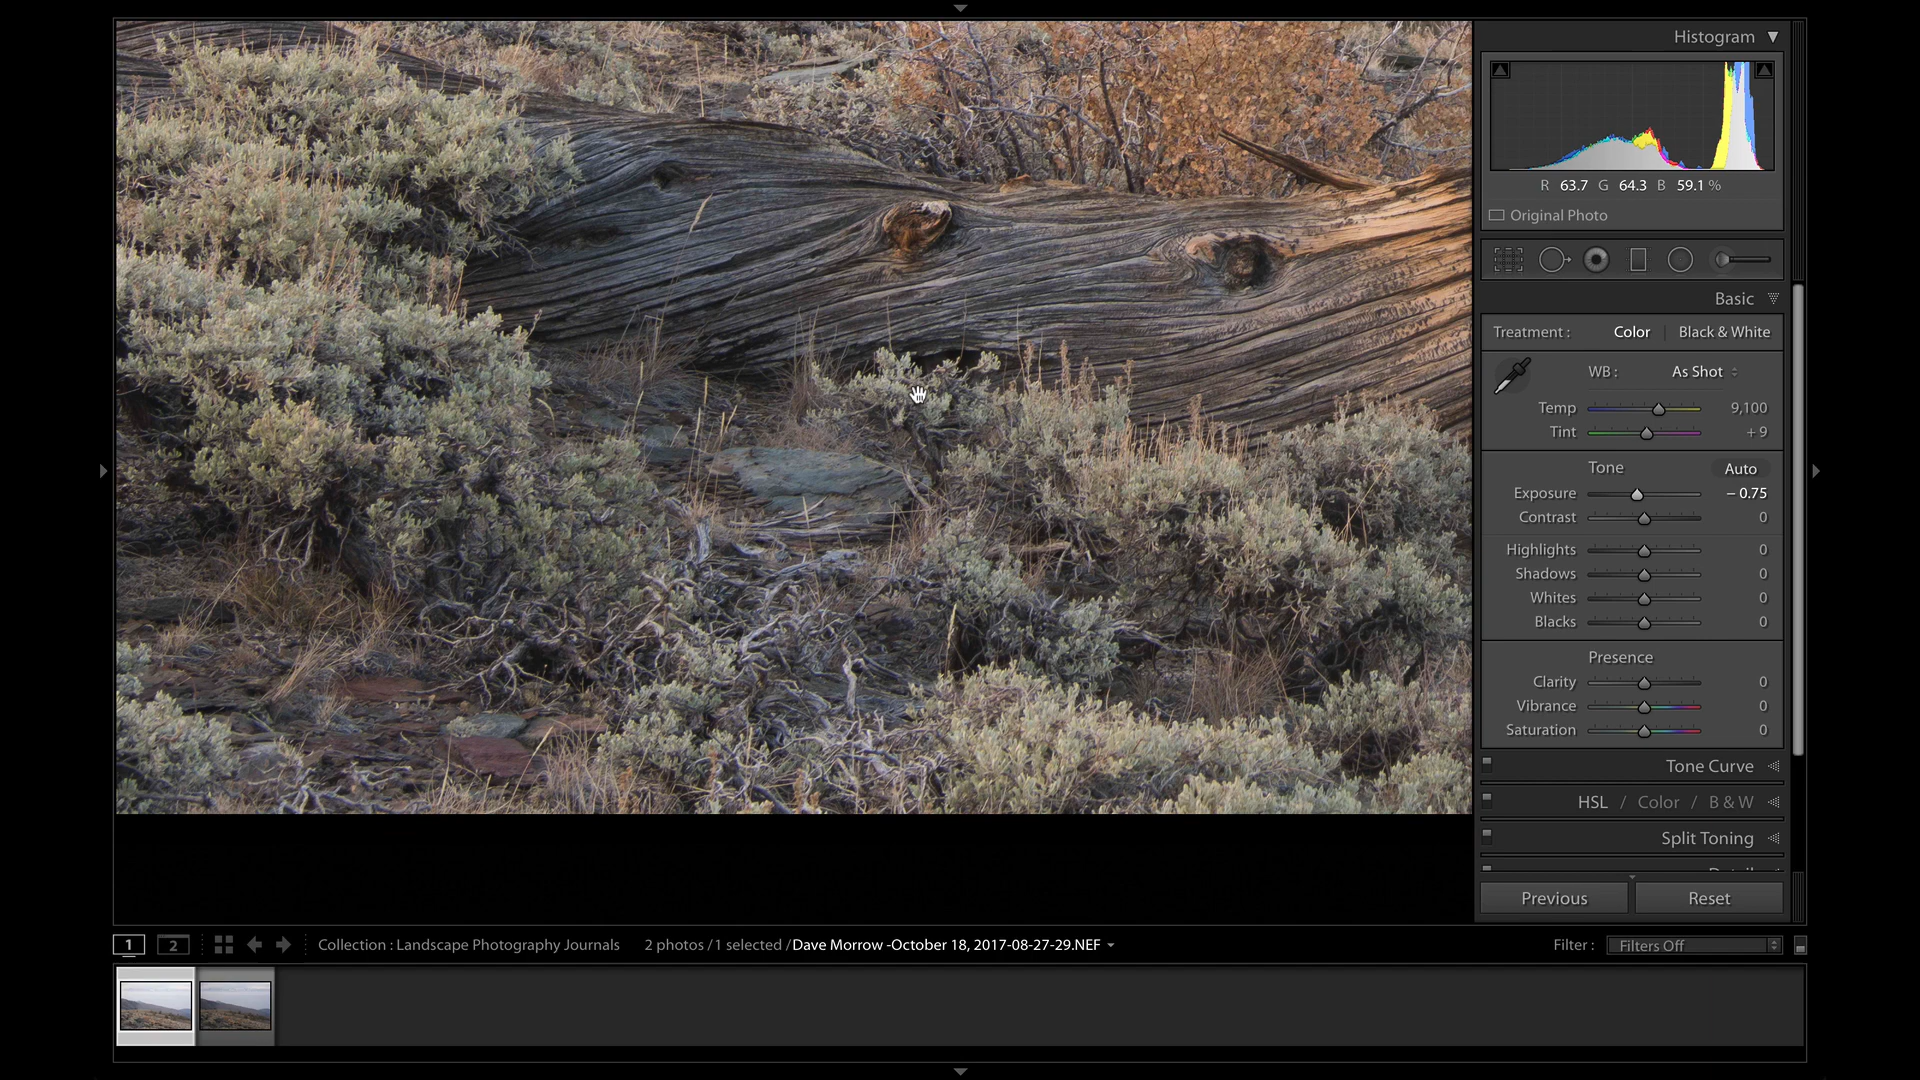 Histogram
R 63.7 G 64.3 B 59.1 %
Original Photo
Basic
Treatment : Color | Black & White
WB : As Shot
Temp 9,100
Tint + 9
Tone Auto
Exposure – 0.75
Contrast 0
Highlights 0
Shadows 0
Whites 0
Blacks 0
Presence
Clarity 0
Vibrance 0
Saturation 0
Tone Curve
HSL / Color / B & W
Split Toning
Previous Reset
1 2 Collection : Landscape Photography Journals 2 photos / 1 selected / Dave Morrow -October 18, 2017-08-27-29.NEF Filter : Filters Off